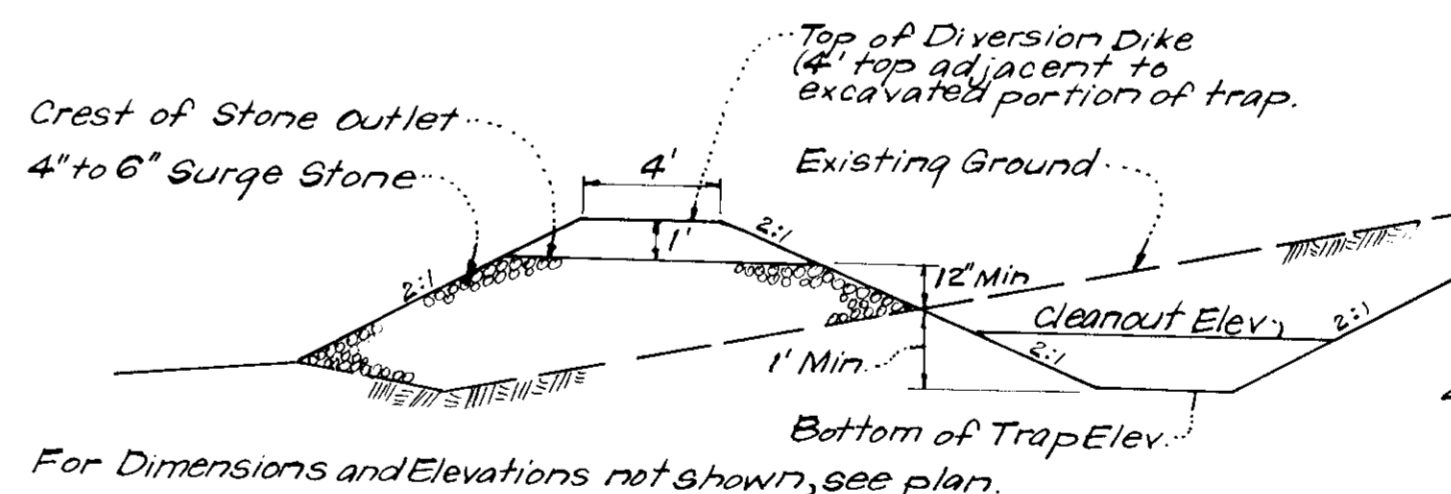 Top of Diversion Dike
(4' top adjacent to
excavated portion of trap.
Crest of Stone Outlet
4" to 6" Surge Stone
4'
Existing Ground
2:1
1'
2:1
12" Min
Cleanout Elev.
2:1
1' Min.
2:1
Bottom of Trap Elev.
For Dimensions and Elevations not shown, see plan.